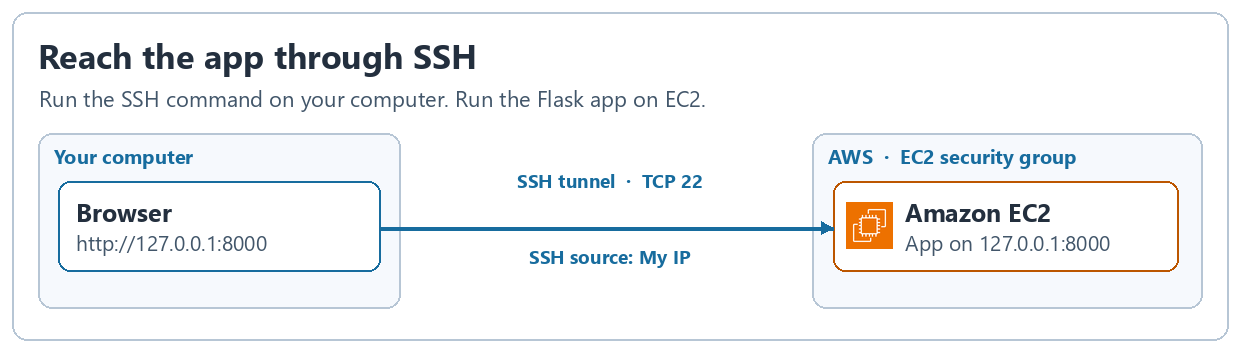 Reach the app through SSH
Run the SSH command on your computer. Run the Flask app on EC2.
Your computer
Browser
http://127.0.0.1:8000
SSH tunnel · TCP 22
SSH source: My IP
AWS · EC2 security group
Amazon EC2
App on 127.0.0.1:8000